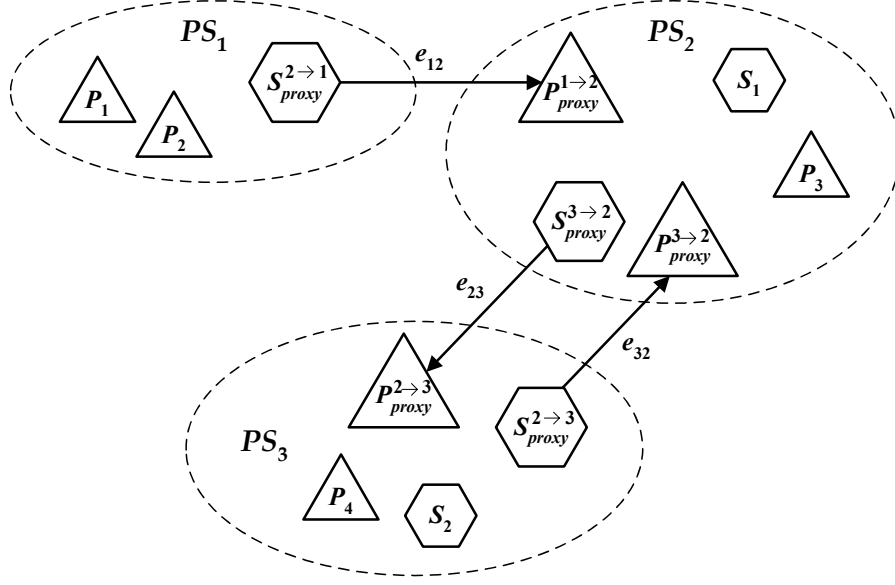 PS₁
PS₂
P₁
P₂
S²→¹proxy
e₁₂
P¹→²proxy
S₁
P₃
S³→²proxy
P³→²proxy
e₂₃
e₃₂
P²→³proxy
S²→³proxy
PS₃
P₄
S₂